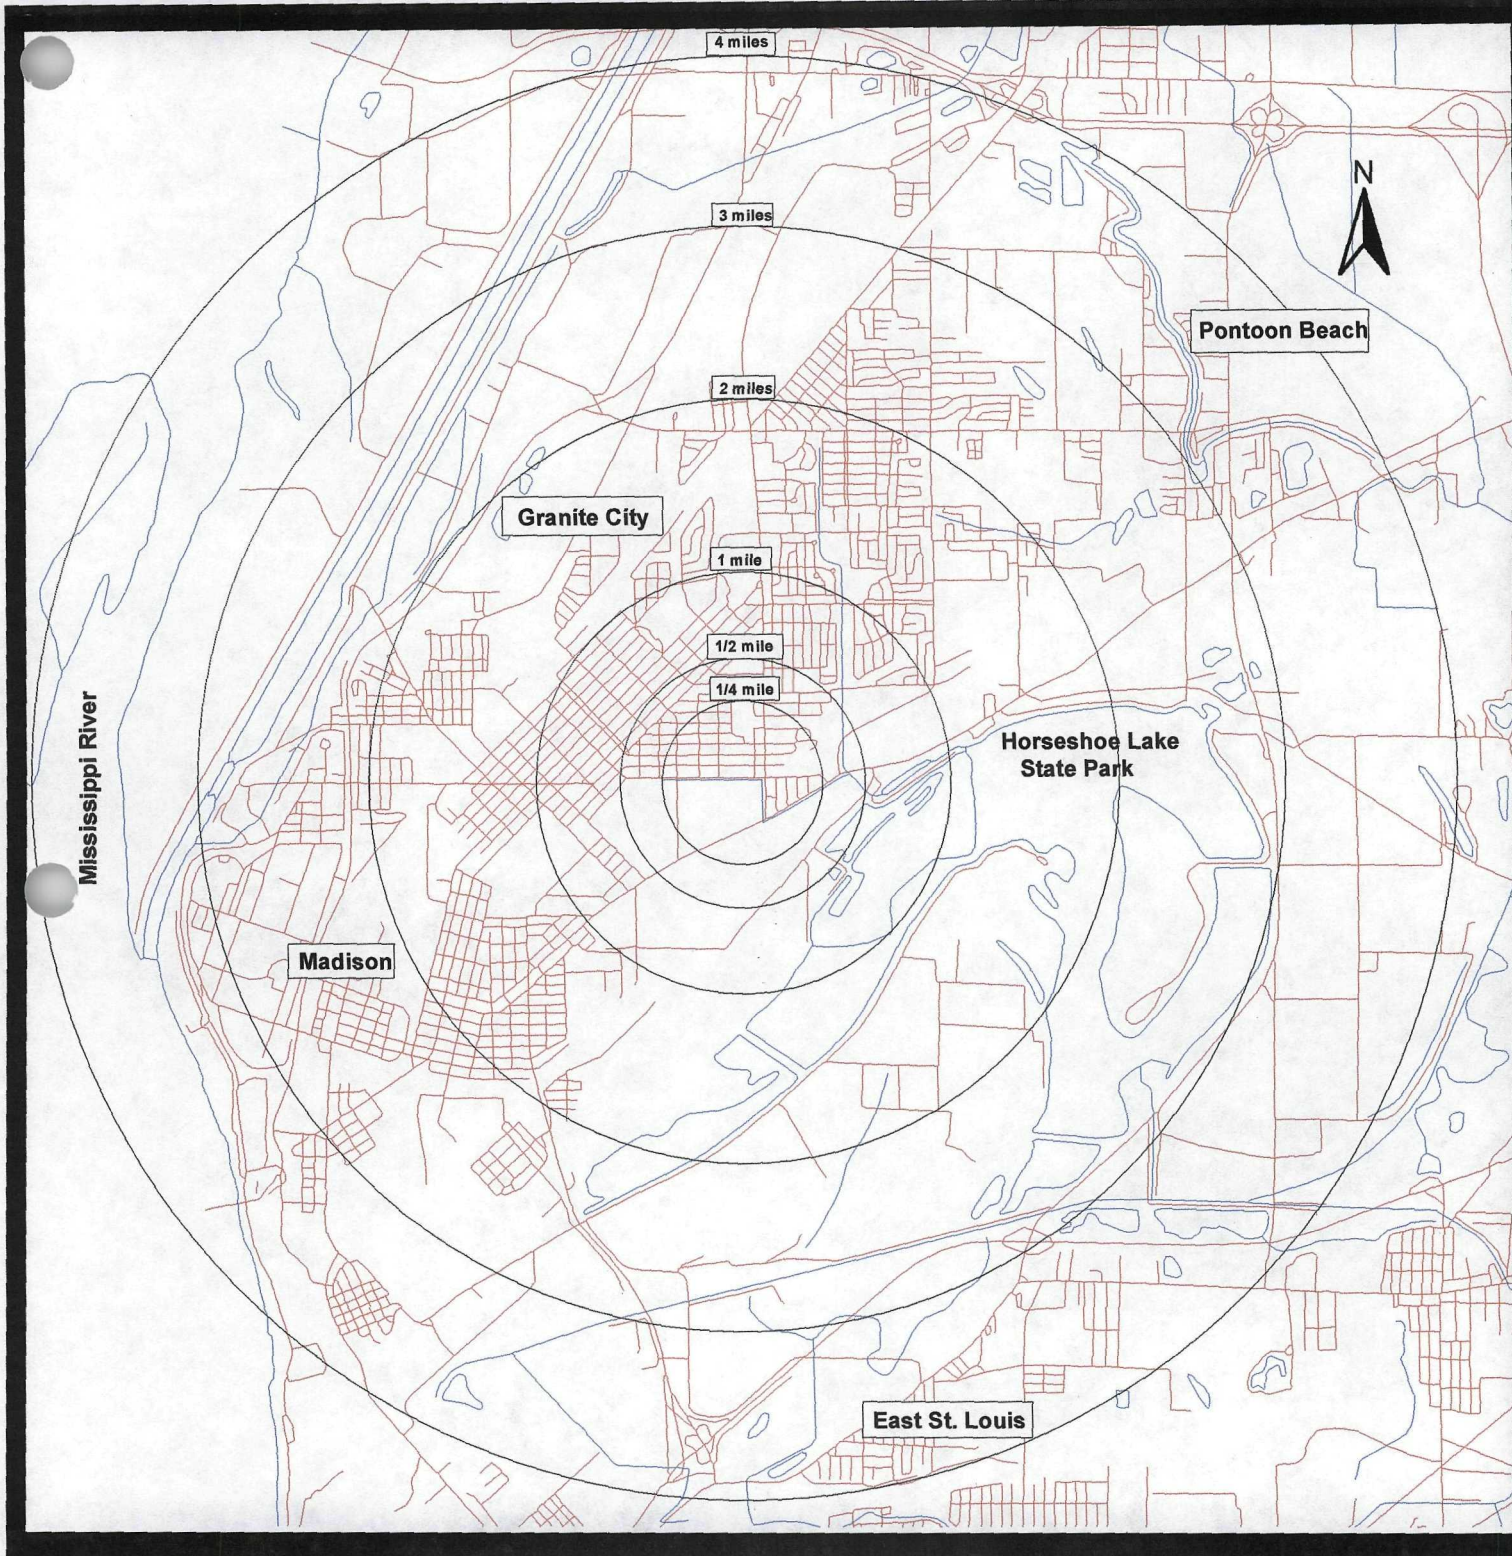 4 miles
N
3 miles
Pontoon Beach
2 miles
Granite City
1 mile
1/2 mile
1/4 mile
Mississippi River
Horseshoe Lake
State Park
Madison
East St. Louis